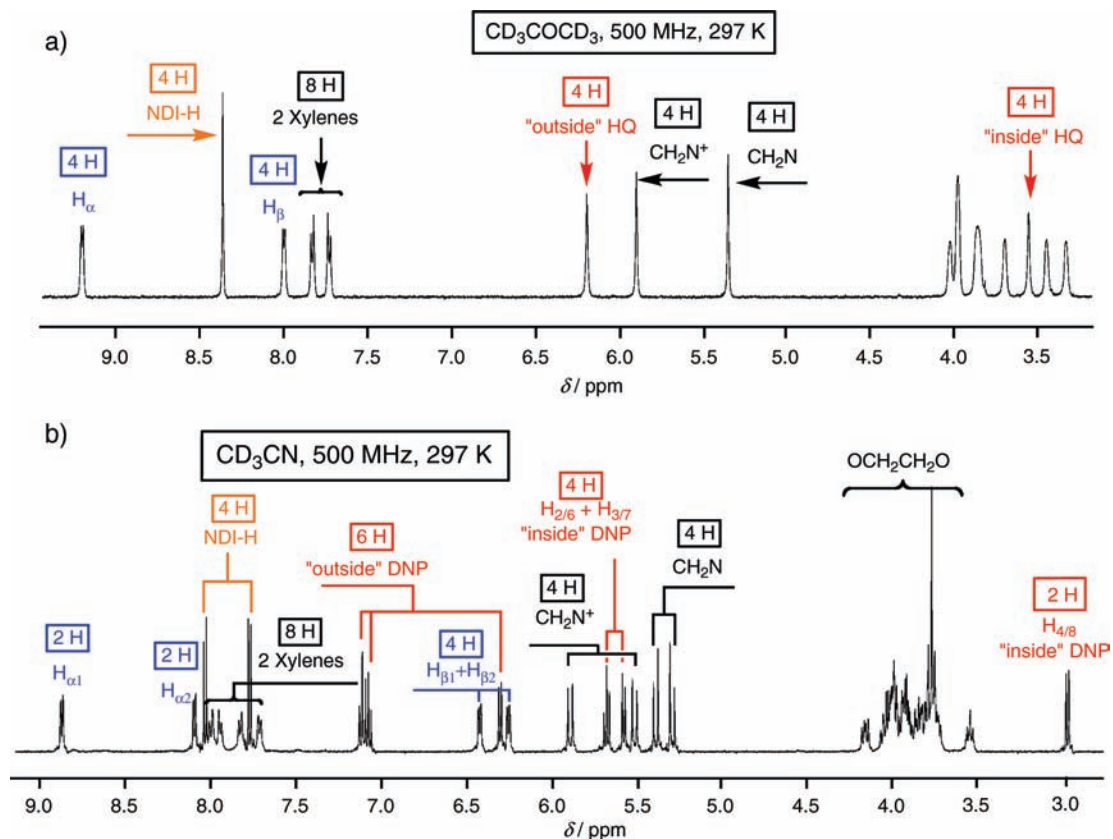 a)
CD₃COCD₃, 500 MHz, 297 K
4 H
NDI-H
8 H
2 Xylenes
4 H
"outside" HQ
4 H
CH₂N⁺
4 H
CH₂N
4 H
"inside" HQ
4 H
Hα
4 H
Hβ
9.0 8.5 8.0 7.5 7.0 6.5 6.0 5.5 5.0 4.5 4.0 3.5
δ / ppm
b)
CD₃CN, 500 MHz, 297 K
4 H
NDI-H
6 H
"outside" DNP
4 H
H₂/₆ + H₃/₇
"inside" DNP
4 H
CH₂N
OCH₂CH₂O
4 H
CH₂N⁺
2 H
H₄/₈
"inside" DNP
2 H
Hα1
2 H
Hα2
8 H
2 Xylenes
4 H
Hβ1+Hβ2
9.0 8.5 8.0 7.5 7.0 6.5 6.0 5.5 5.0 4.5 4.0 3.5 3.0
δ / ppm